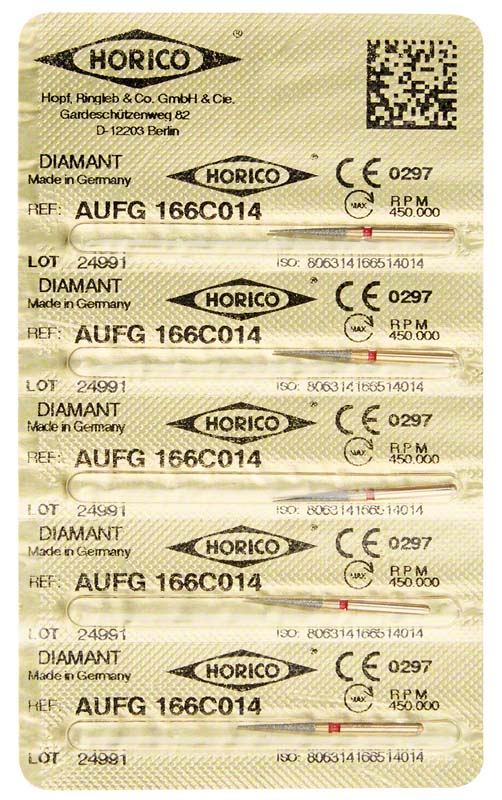 HORICO ®
Hopf, Ringleb & Co. GmbH & Cie.
Gardeschützenweg 82
D-12203 Berlin
DIAMANT HORICO ® CE 0297
Made in Germany
MAX. RPM
REF: AUFG 166C014 450.000
LOT 24991 ISO: 806314166514014
DIAMANT HORICO ® CE 0297
Made in Germany
MAX. RPM
REF: AUFG 166C014 450.000
LOT 24991 ISO: 806314166514014
DIAMANT HORICO ® CE 0297
Made in Germany
MAX. RPM
REF: AUFG 166C014 450.000
LOT 24991 ISO: 806314166514014
DIAMANT HORICO ® CE 0297
Made in Germany
MAX. RPM
REF: AUFG 166C014 450.000
LOT 24991 ISO: 806314166514014
DIAMANT HORICO ® CE 0297
Made in Germany
MAX. RPM
REF: AUFG 166C014 450.000
LOT 24991 ISO: 806314166514014